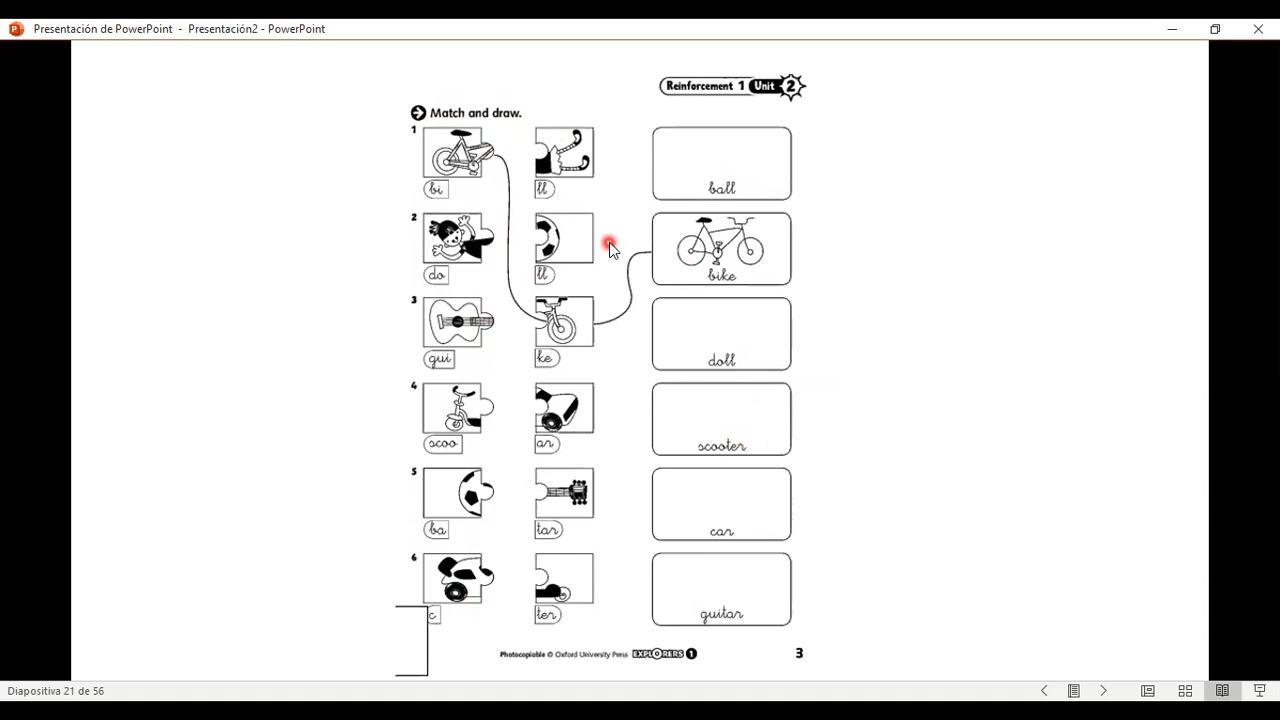 Presentación de PowerPoint - Presentación2 - PowerPoint
Reinforcement 1 Unit 2
Match and draw.
1
bi
ll
ball
2
do
ll
bike
3
gui
ke
doll
4
scoo
ar
scooter
5
ba
tar
car
6
c
ter
guitar
Photocopiable © Oxford University Press EXPLORERS 1
3
Diapositiva 21 de 56